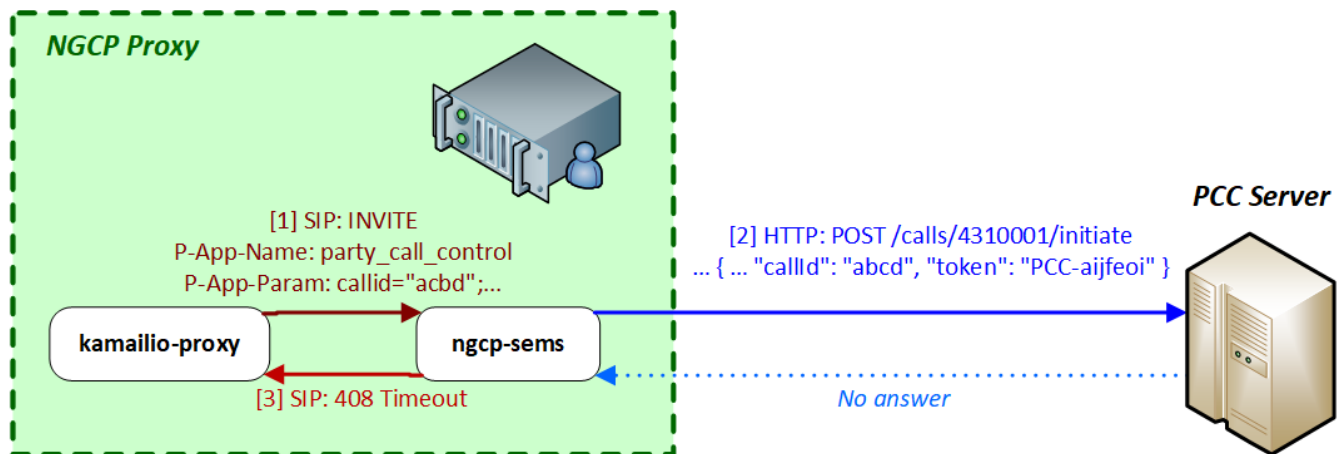 NGCP Proxy
[1] SIP: INVITE
P-App-Name: party_call_control
P-App-Param: callid="acbd";...
kamailio-proxy
ngcp-sems
[3] SIP: 408 Timeout
[2] HTTP: POST /calls/4310001/initiate
... { ... "callId": "abcd", "token": "PCC-aijfeoi" }
No answer
PCC Server